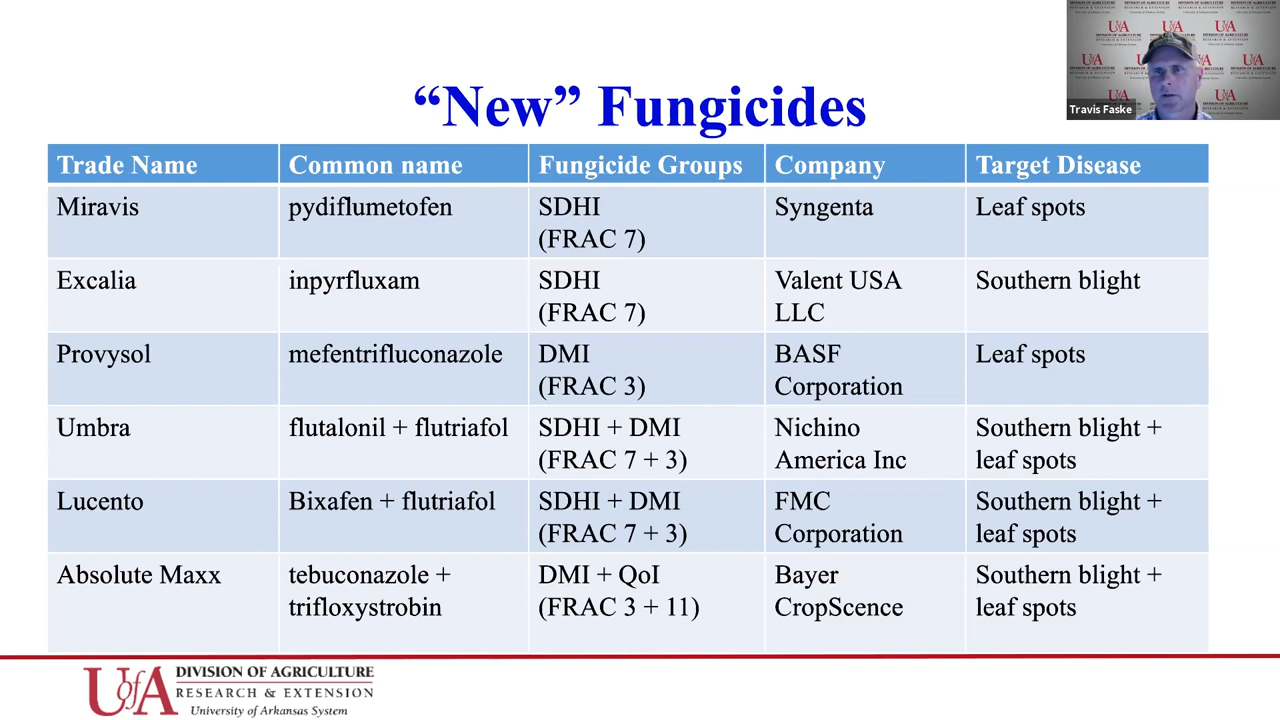 “New” Fungicides
Trade Name Common name Fungicide Groups Company Target Disease
Miravis pydiflumetofen SDHI Syngenta Leaf spots
(FRAC 7)
Excalia inpyrfluxam SDHI Valent USA Southern blight
(FRAC 7) LLC
Provysol mefentrifluconazole DMI BASF Leaf spots
(FRAC 3) Corporation
Umbra flutalonil + flutriafol SDHI + DMI Nichino Southern blight +
(FRAC 7 + 3) America Inc leaf spots
Lucento Bixafen + flutriafol SDHI + DMI FMC Southern blight +
(FRAC 7 + 3) Corporation leaf spots
Absolute Maxx tebuconazole + DMI + QoI Bayer Southern blight +
trifloxystrobin (FRAC 3 + 11) CropScence leaf spots
Travis Faske
UofA DIVISION OF AGRICULTURE
RESEARCH & EXTENSION
University of Arkansas System